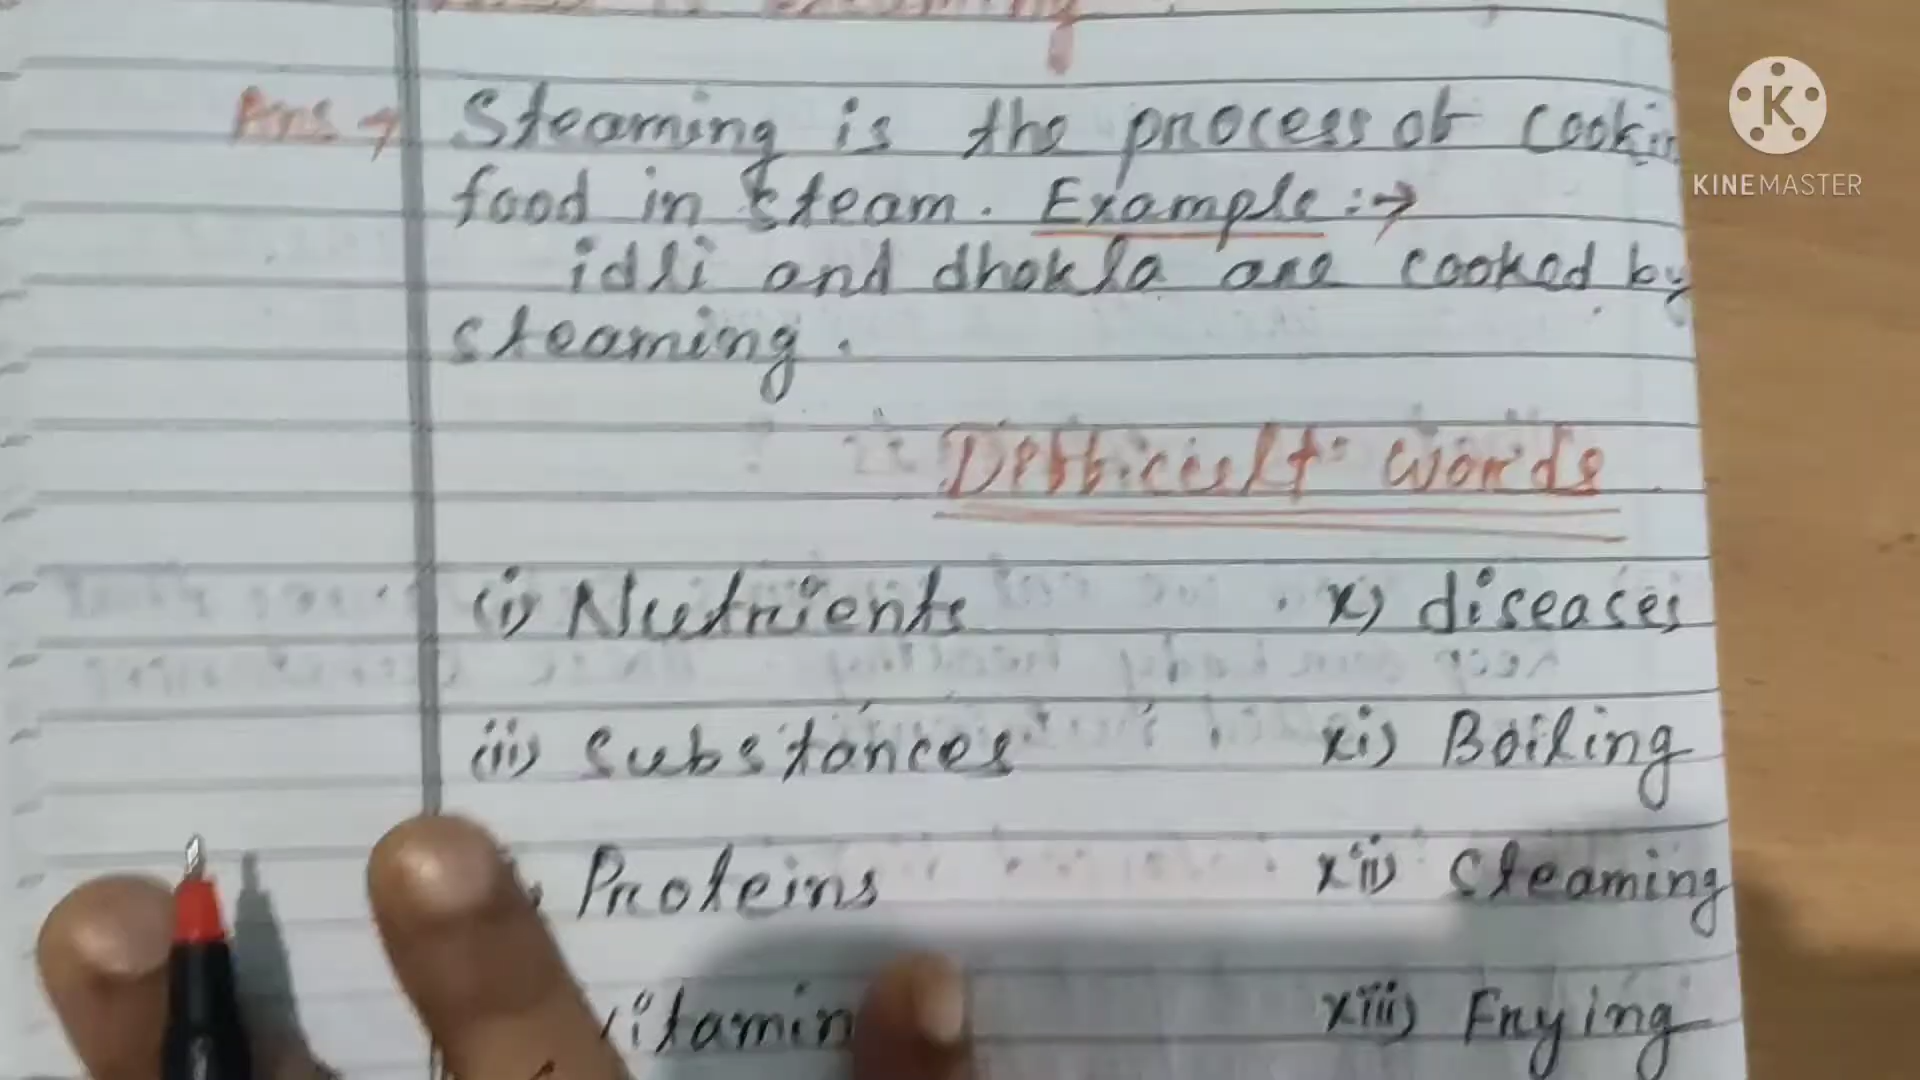 Ans → Steaming is the process of cookin
food in steam. Example :→
idli and dhokla are cooked by
steaming.
Difficult words
(i) Nutrients x) diseases
(ii) Substances xi) Boiling
Proteins xii) Steaming
vitamin xiii) Frying
KINEMASTER